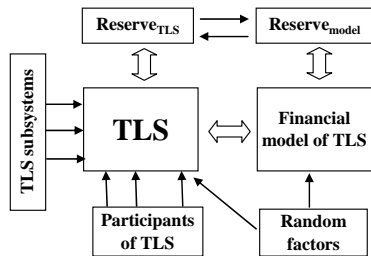 Reserve_TLS
Reserve_model
TLS subsystems
TLS
Financial
model of TLS
Participants
of TLS
Random
factors